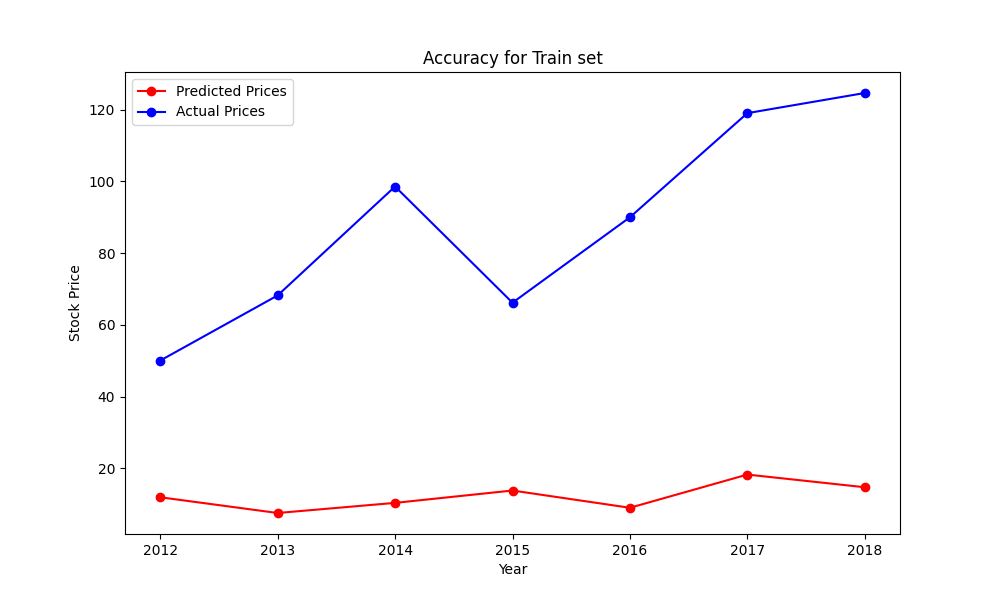 Accuracy for Train set
Predicted Prices
Actual Prices
120
100
80
60
40
20
Stock Price
2012 2013 2014 2015 2016 2017 2018
Year